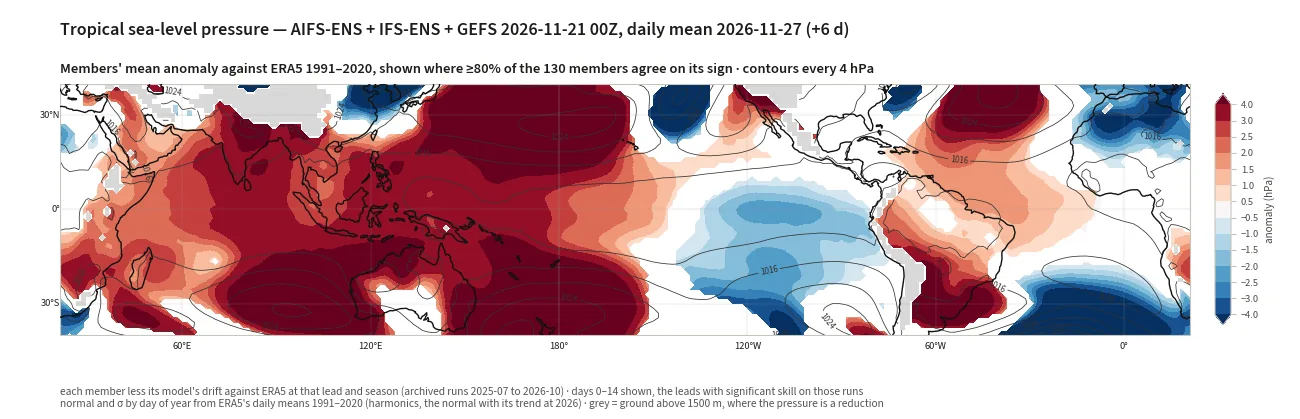 Tropical sea-level pressure — AIFS-ENS + IFS-ENS + GEFS 2026-11-21 00Z, daily mean 2026-11-27 (+6 d)
Members' mean anomaly against ERA5 1991–2020, shown where ≥80% of the 130 members agree on its sign · contours every 4 hPa
30°N
0°
30°S
60°E
120°E
180°
120°W
60°W
0°
1024
1016
1016
1016
1016
1016
1024
4.0
3.0
2.5
2.0
1.5
1.0
0.5
−0.5
−1.0
−1.5
−2.0
−2.5
−3.0
−4.0
anomaly (hPa)
each member less its model's drift against ERA5 at that lead and season (archived runs 2025-07 to 2026-10) · days 0–14 shown, the leads with significant skill on those runs
normal and σ by day of year from ERA5's daily means 1991–2020 (harmonics, the normal with its trend at 2026) · grey = ground above 1500 m, where the pressure is a reduction